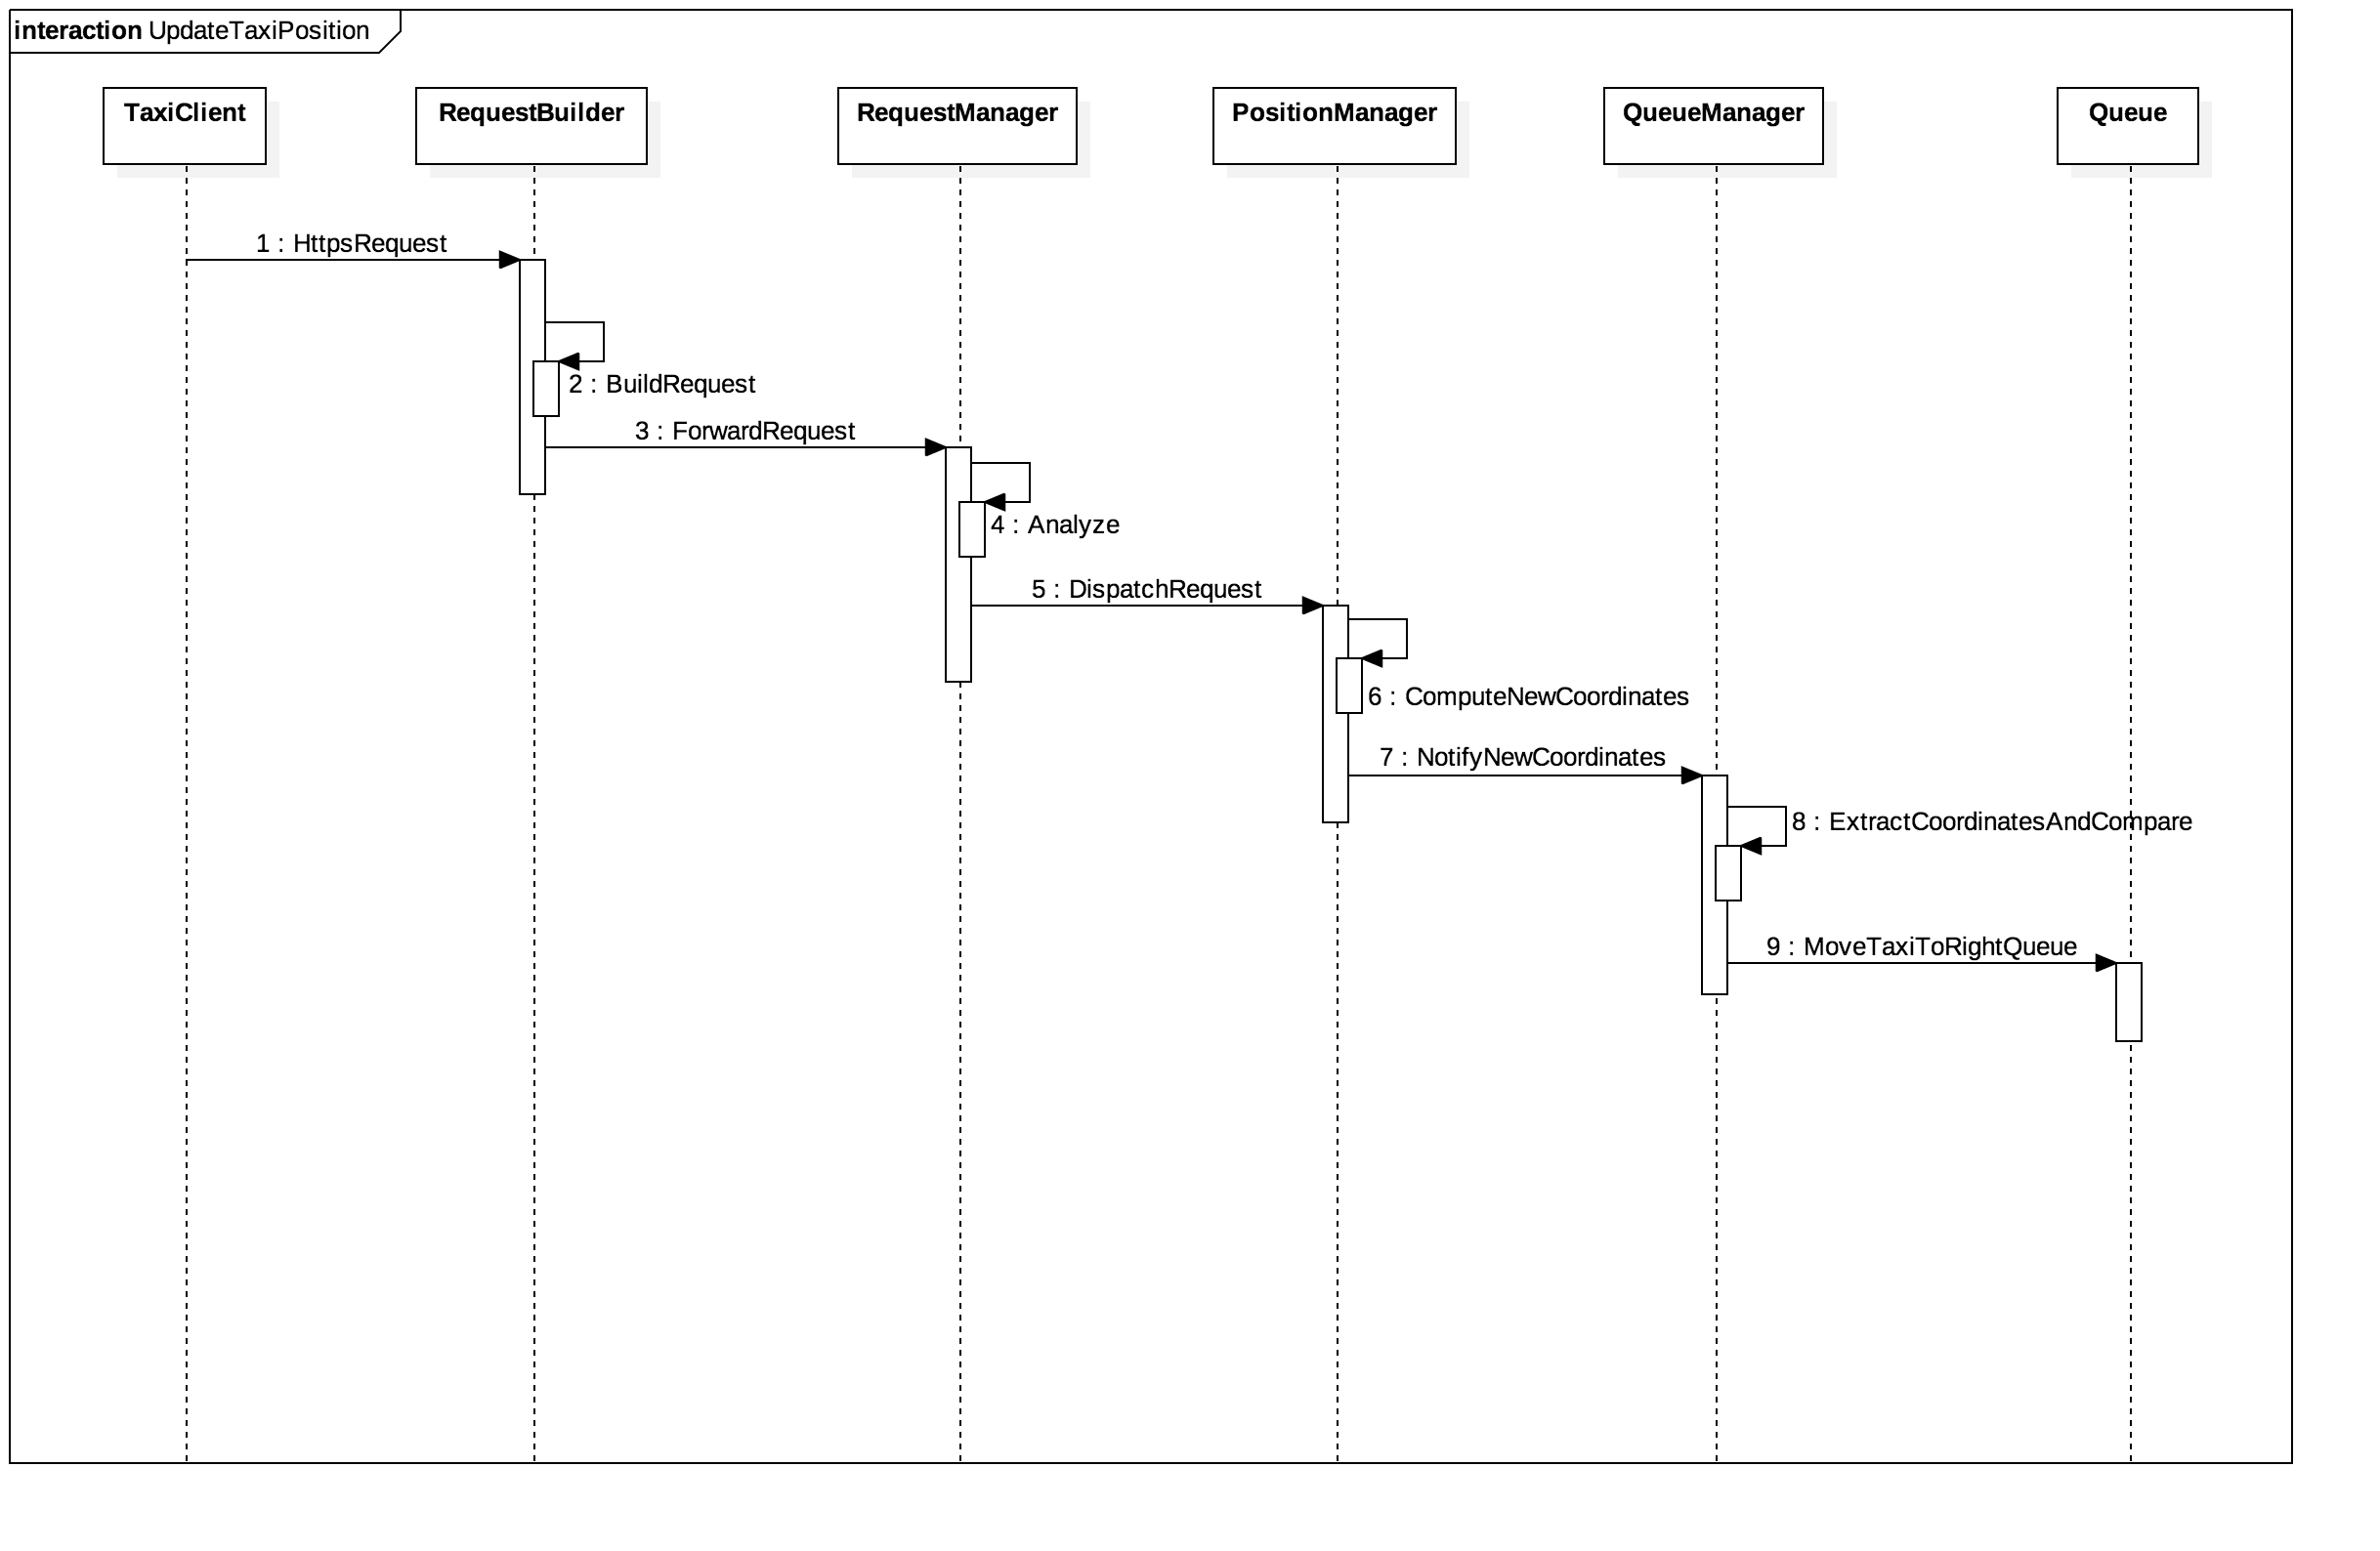 interaction UpdateTaxiPosition
TaxiClient
RequestBuilder
RequestManager
PositionManager
QueueManager
Queue
1 : HttpsRequest
2 : BuildRequest
3 : ForwardRequest
4 : Analyze
5 : DispatchRequest
6 : ComputeNewCoordinates
7 : NotifyNewCoordinates
8 : ExtractCoordinatesAndCompare
9 : MoveTaxiToRightQueue